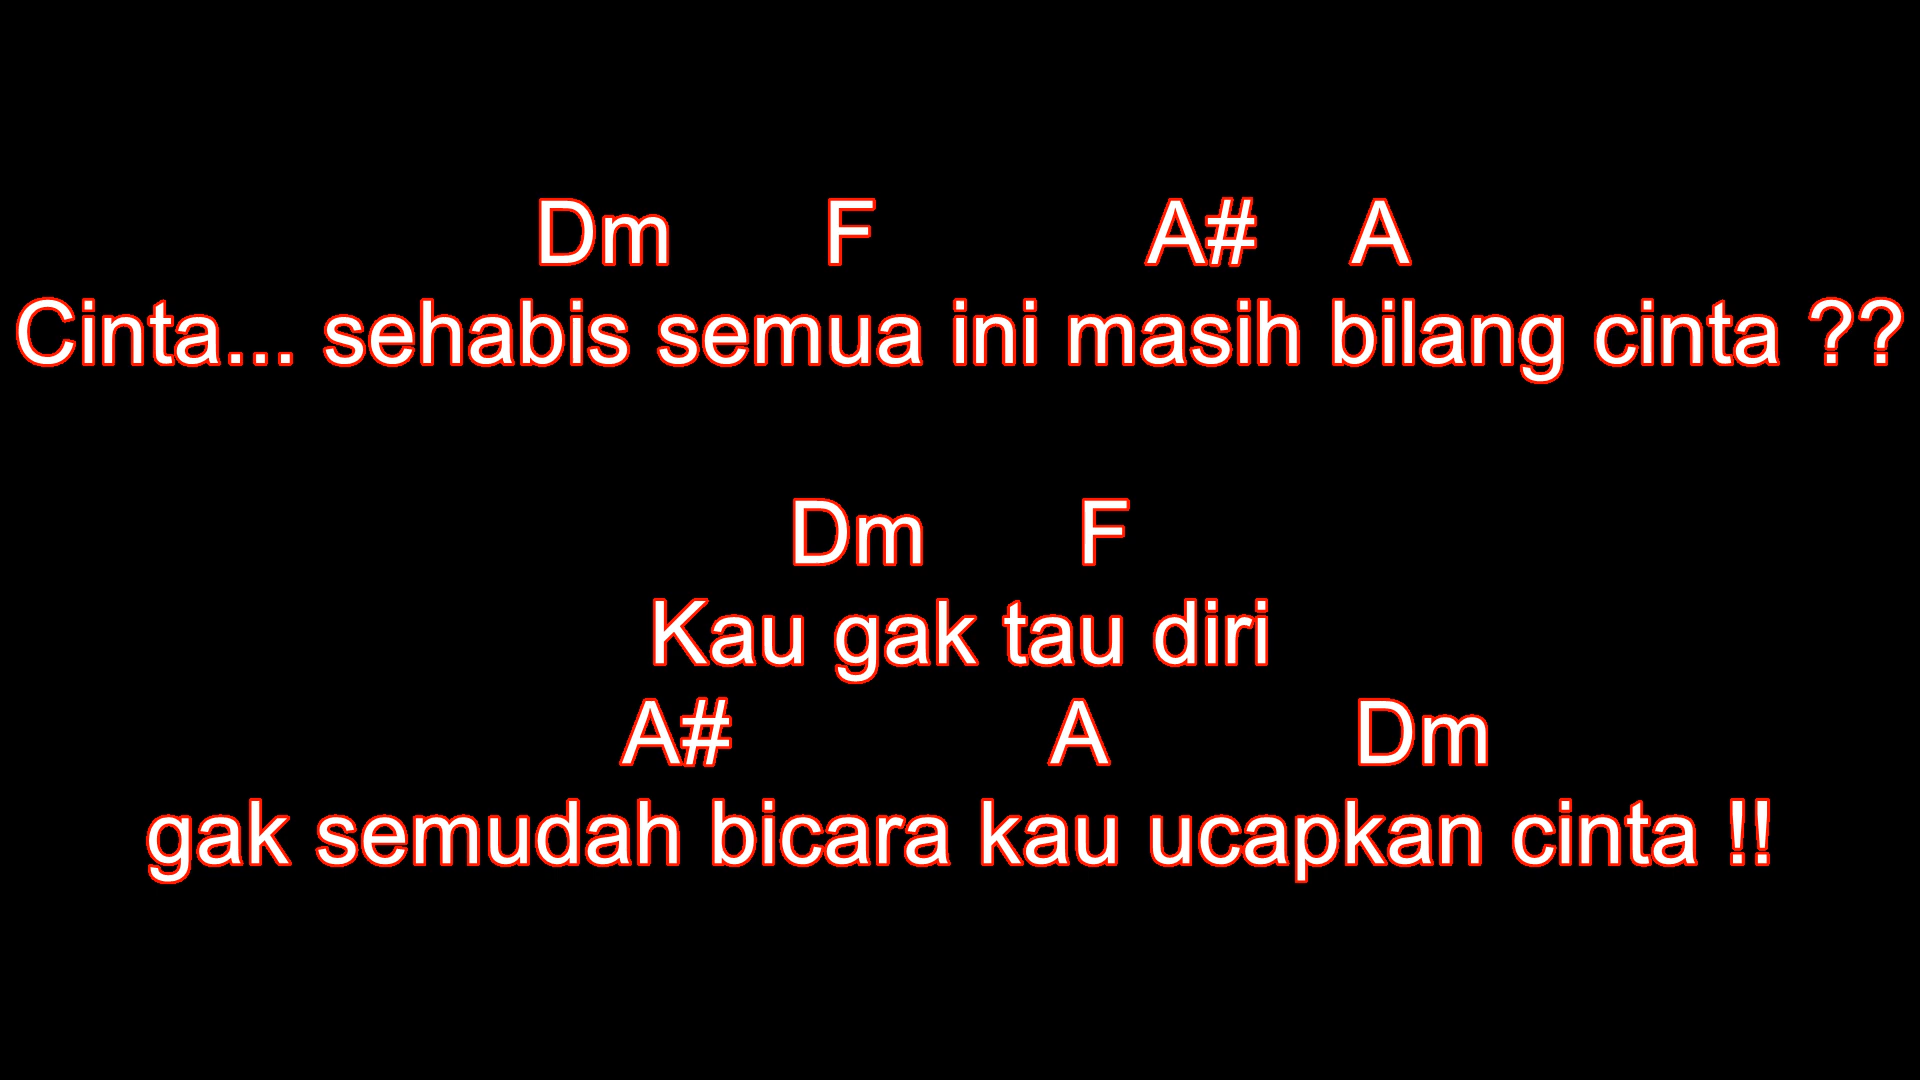 Dm F A# A
Cinta... sehabis semua ini masih bilang cinta ??
Dm F
Kau gak tau diri
A# A Dm
gak semudah bicara kau ucapkan cinta !!